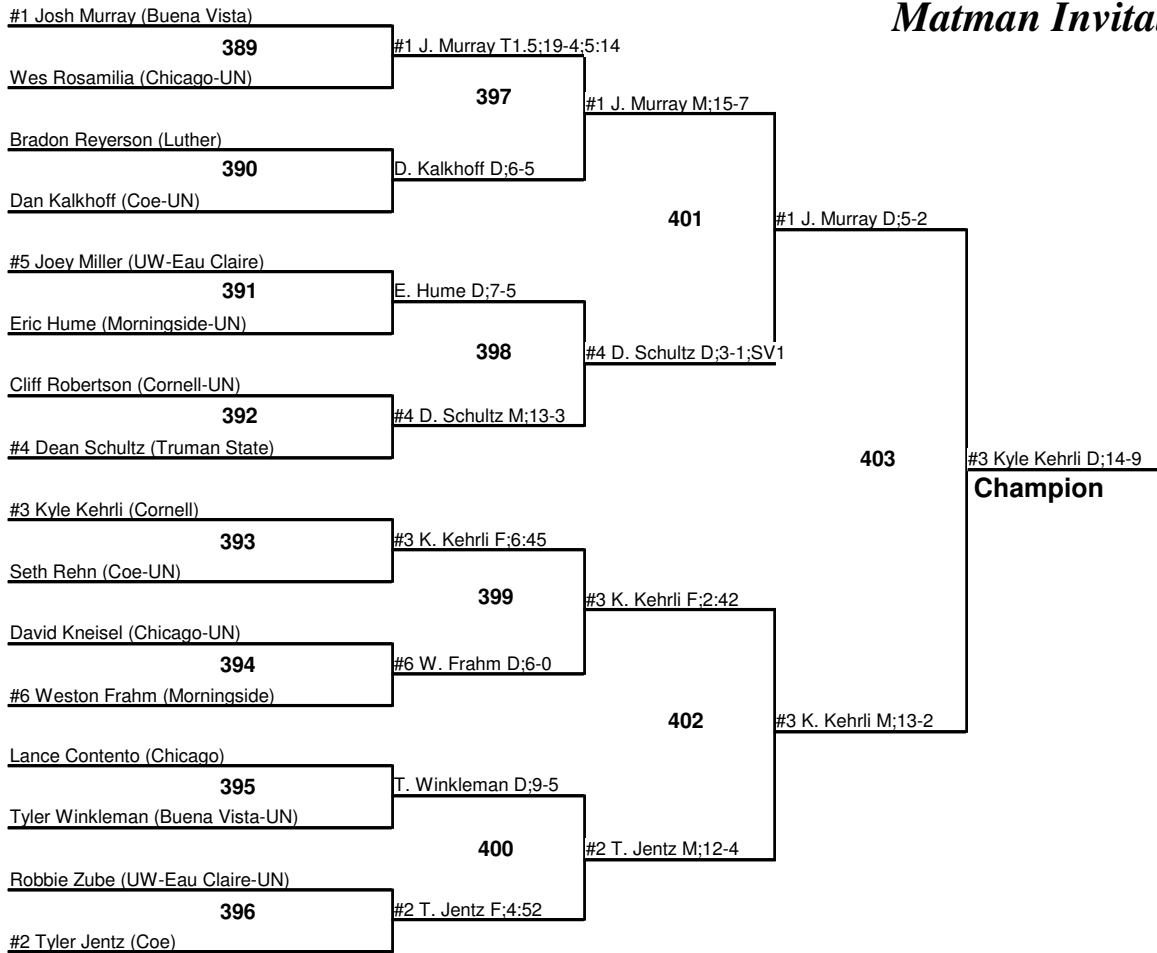 #1 Josh Murray (Buena Vista)
Matman Invita
389
#1 J. Murray T1.5;19-4;5:14
Wes Rosamilia (Chicago-UN)
397
#1 J. Murray M;15-7
Bradon Reyerson (Luther)
390
D. Kalkhoff D;6-5
Dan Kalkhoff (Coe-UN)
401
#1 J. Murray D;5-2
#5 Joey Miller (UW-Eau Claire)
391
E. Hume D;7-5
Eric Hume (Morningside-UN)
398
#4 D. Schultz D;3-1;SV1
Cliff Robertson (Cornell-UN)
392
#4 D. Schultz M;13-3
#4 Dean Schultz (Truman State)
403
#3 Kyle Kehrli D;14-9
Champion
#3 Kyle Kehrli (Cornell)
393
#3 K. Kehrli F;6:45
Seth Rehn (Coe-UN)
399
#3 K. Kehrli F;2:42
David Kneisel (Chicago-UN)
394
#6 W. Frahm D;6-0
#6 Weston Frahm (Morningside)
402
#3 K. Kehrli M;13-2
Lance Contento (Chicago)
395
T. Winkleman D;9-5
Tyler Winkleman (Buena Vista-UN)
400
#2 T. Jentz M;12-4
Robbie Zube (UW-Eau Claire-UN)
396
#2 T. Jentz F;4:52
#2 Tyler Jentz (Coe)